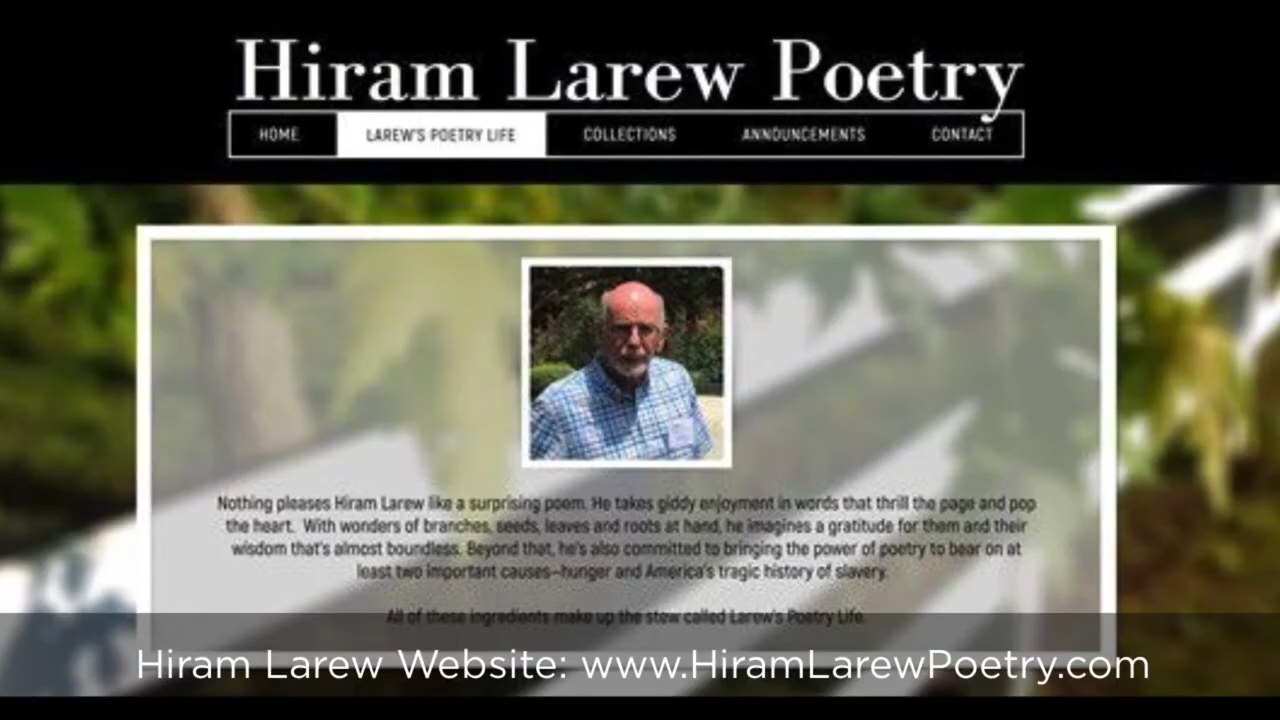 Hiram Larew Poetry
HOME LAREW'S POETRY LIFE COLLECTIONS ANNOUNCEMENTS CONTACT
Nothing pleases Hiram Larew like a surprising poem. He takes giddy enjoyment in words that thrill the page and pop
the heart. With wonders of branches, seeds, leaves and roots at hand, he imagines a gratitude for them and their
wisdom that's almost boundless. Beyond that, he's also committed to bringing the power of poetry to bear on at
least two important causes—hunger and America's tragic history of slavery.
All of these ingredients make up the stew called Larew's Poetry Life.
Hiram Larew Website: www.HiramLarewPoetry.com